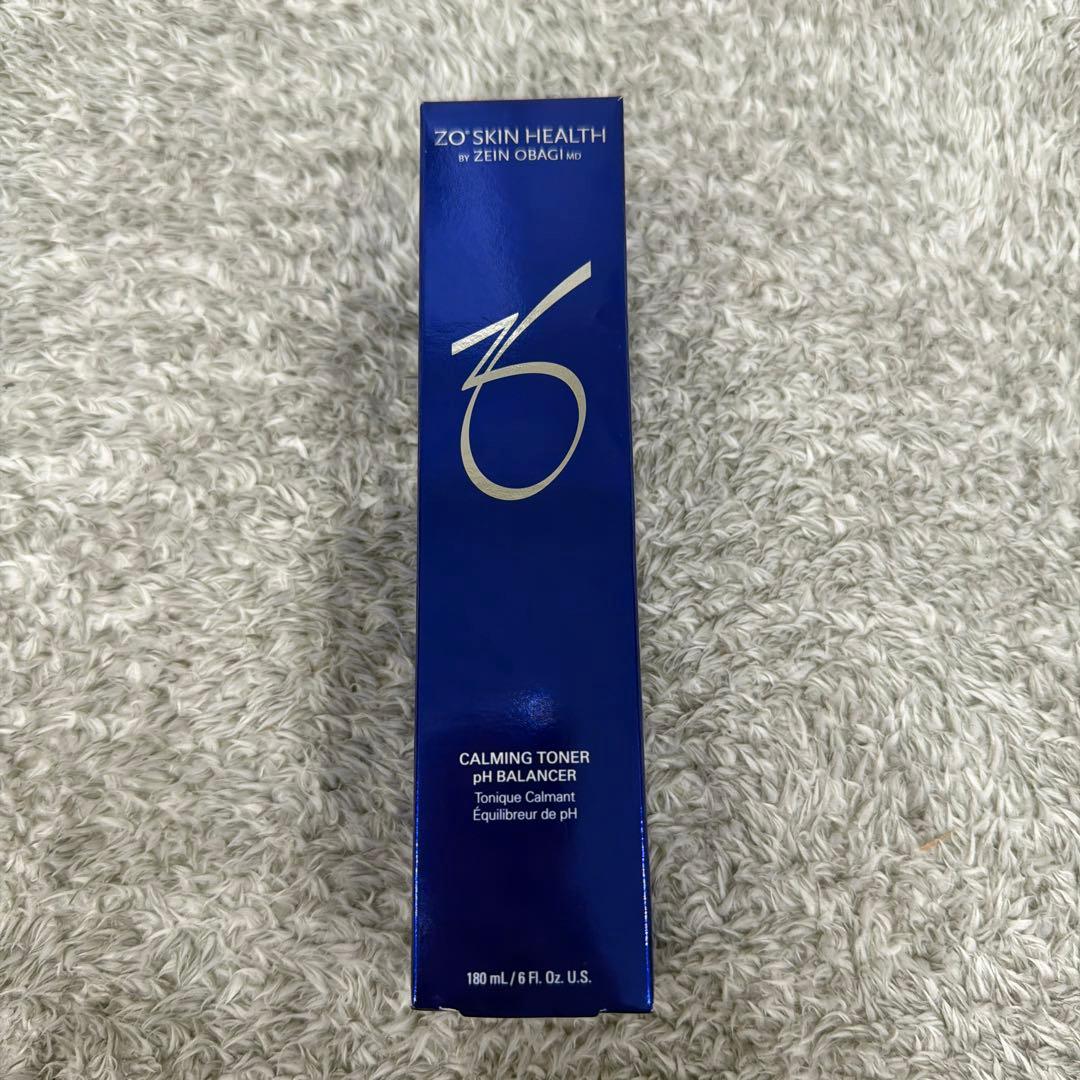 ZO® SKIN HEALTH
BY ZEIN OBAGI MD
ZO
CALMING TONER
pH BALANCER
Tonique Calmant
Équilibreur de pH
180 mL / 6 Fl. Oz. U.S.